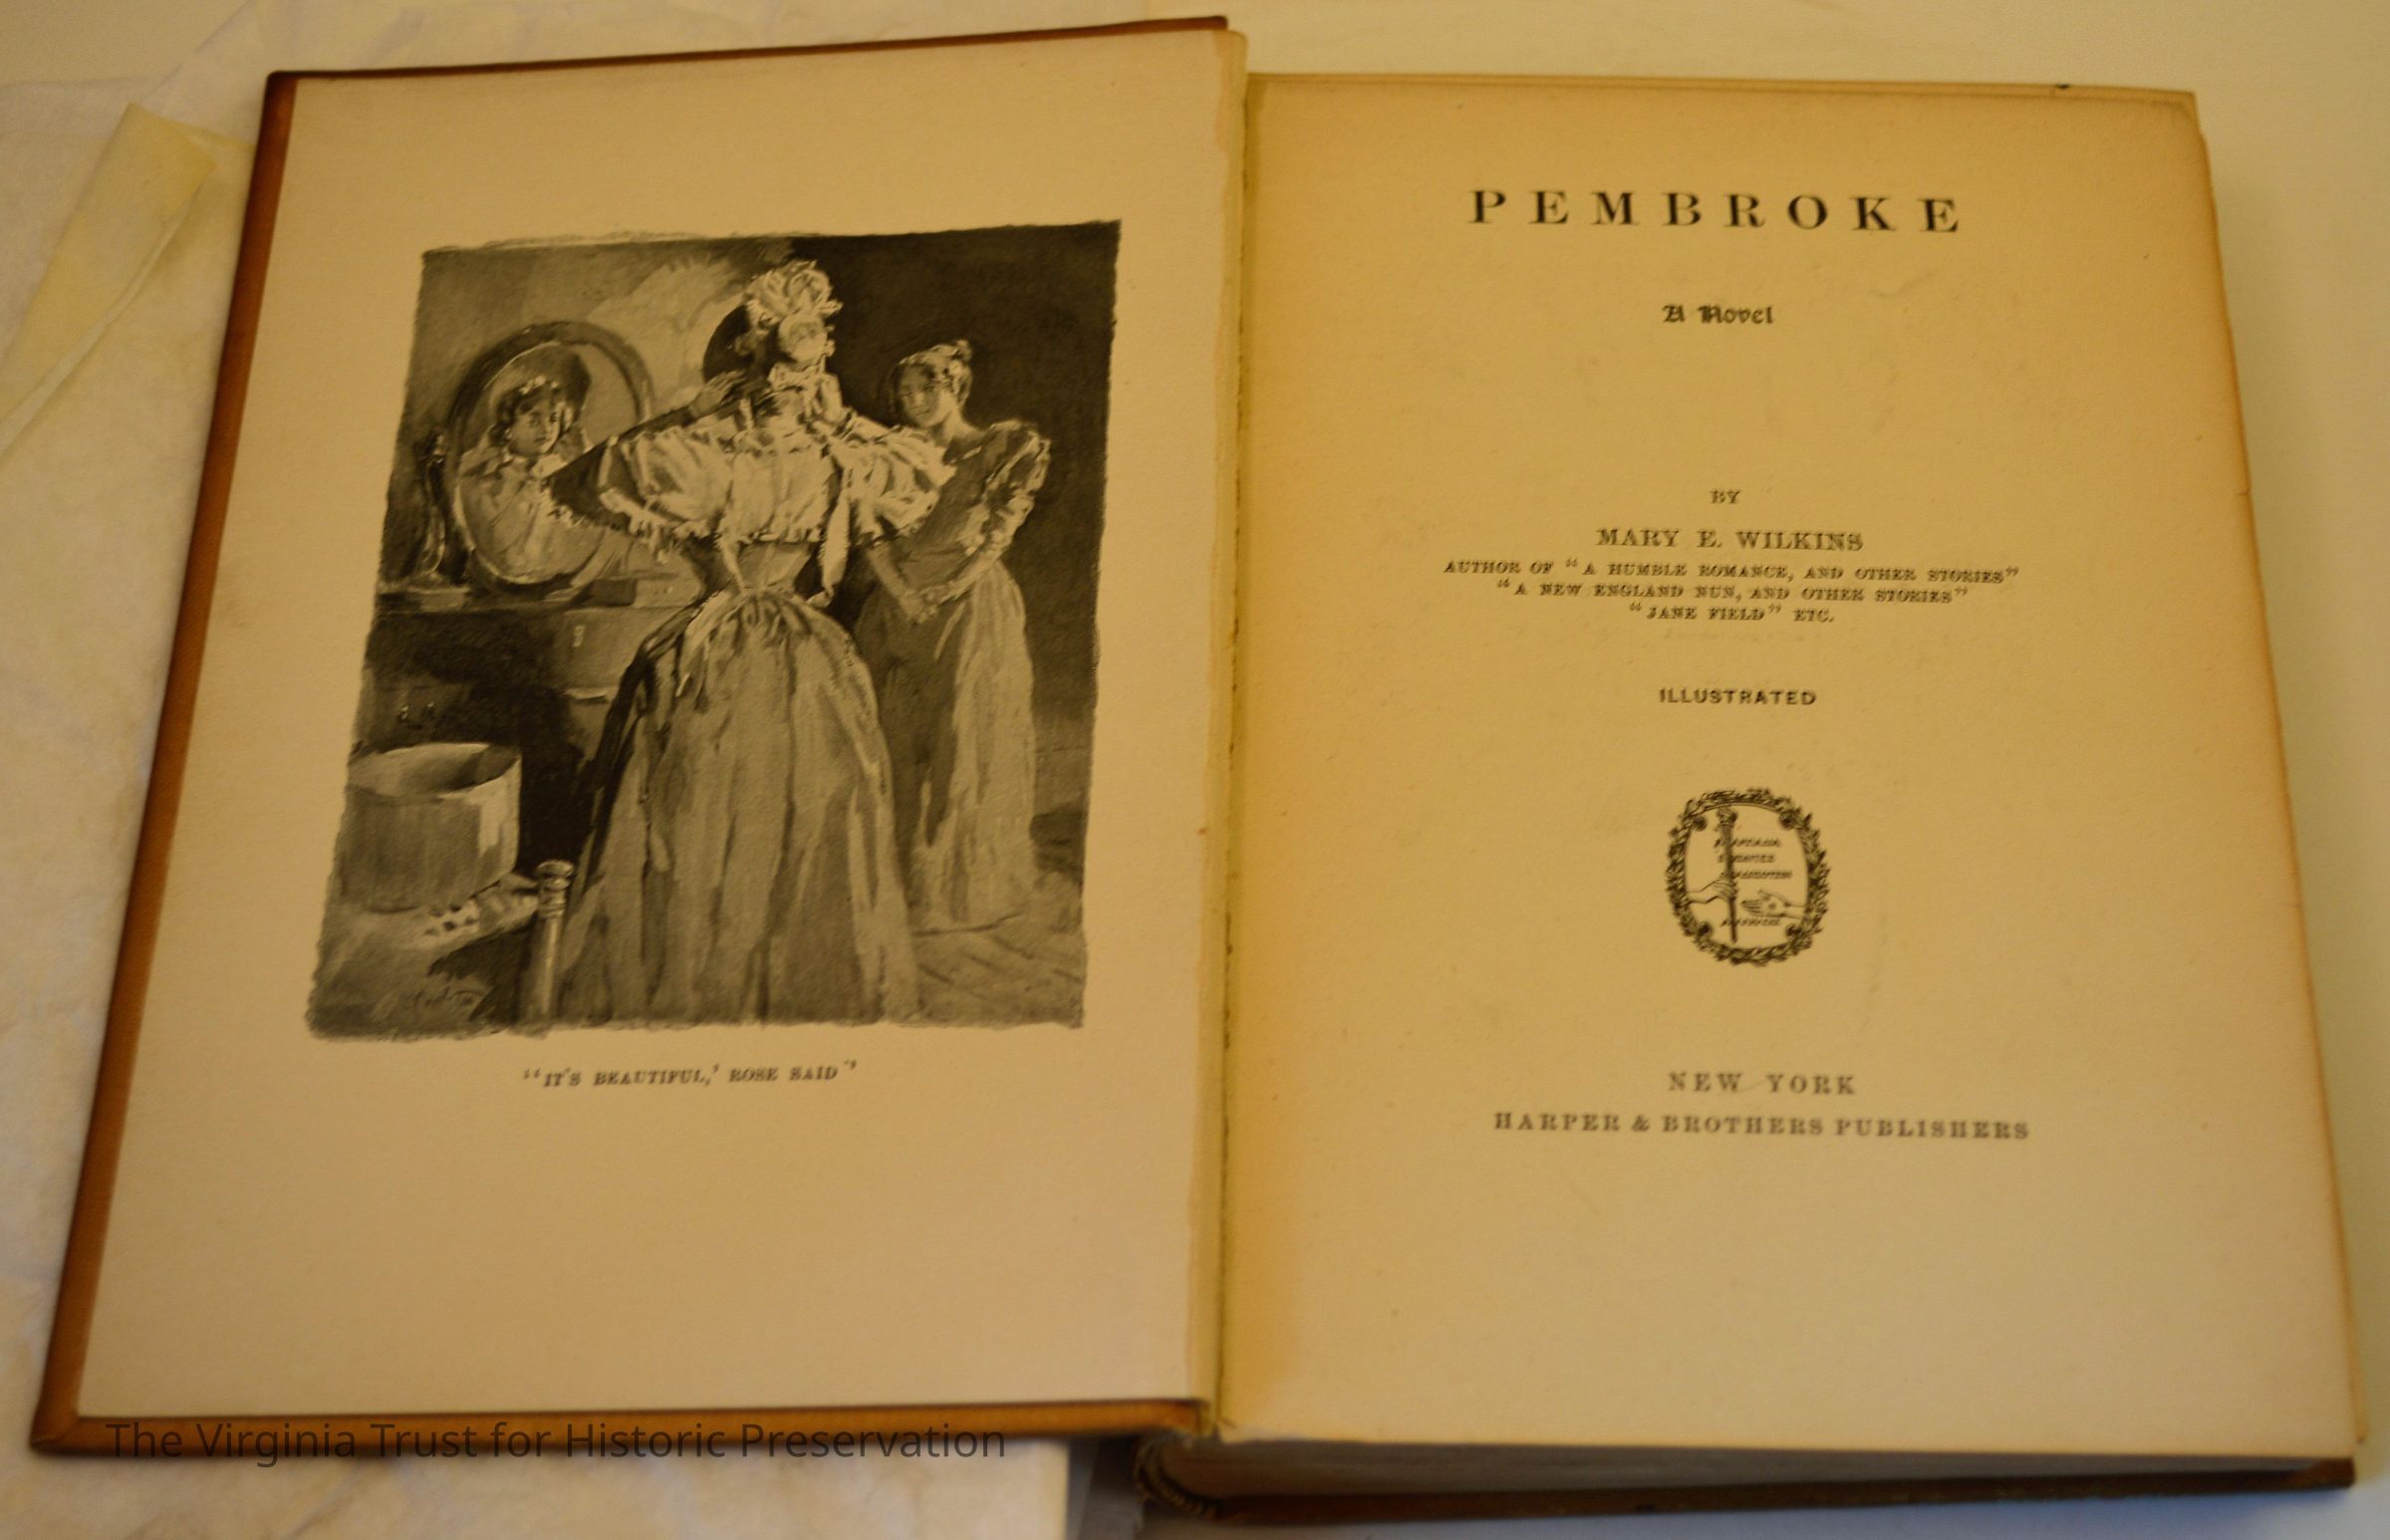 "'IT'S BEAUTIFUL,' ROSE SAID"
PEMBROKE
A Novel
BY
MARY E. WILKINS
AUTHOR OF "A HUMBLE ROMANCE, AND OTHER STORIES"
"A NEW ENGLAND NUN, AND OTHER STORIES"
"JANE FIELD" ETC.
ILLUSTRATED
NEW YORK
HARPER & BROTHERS PUBLISHERS
The Virginia Trust for Historic Preservation